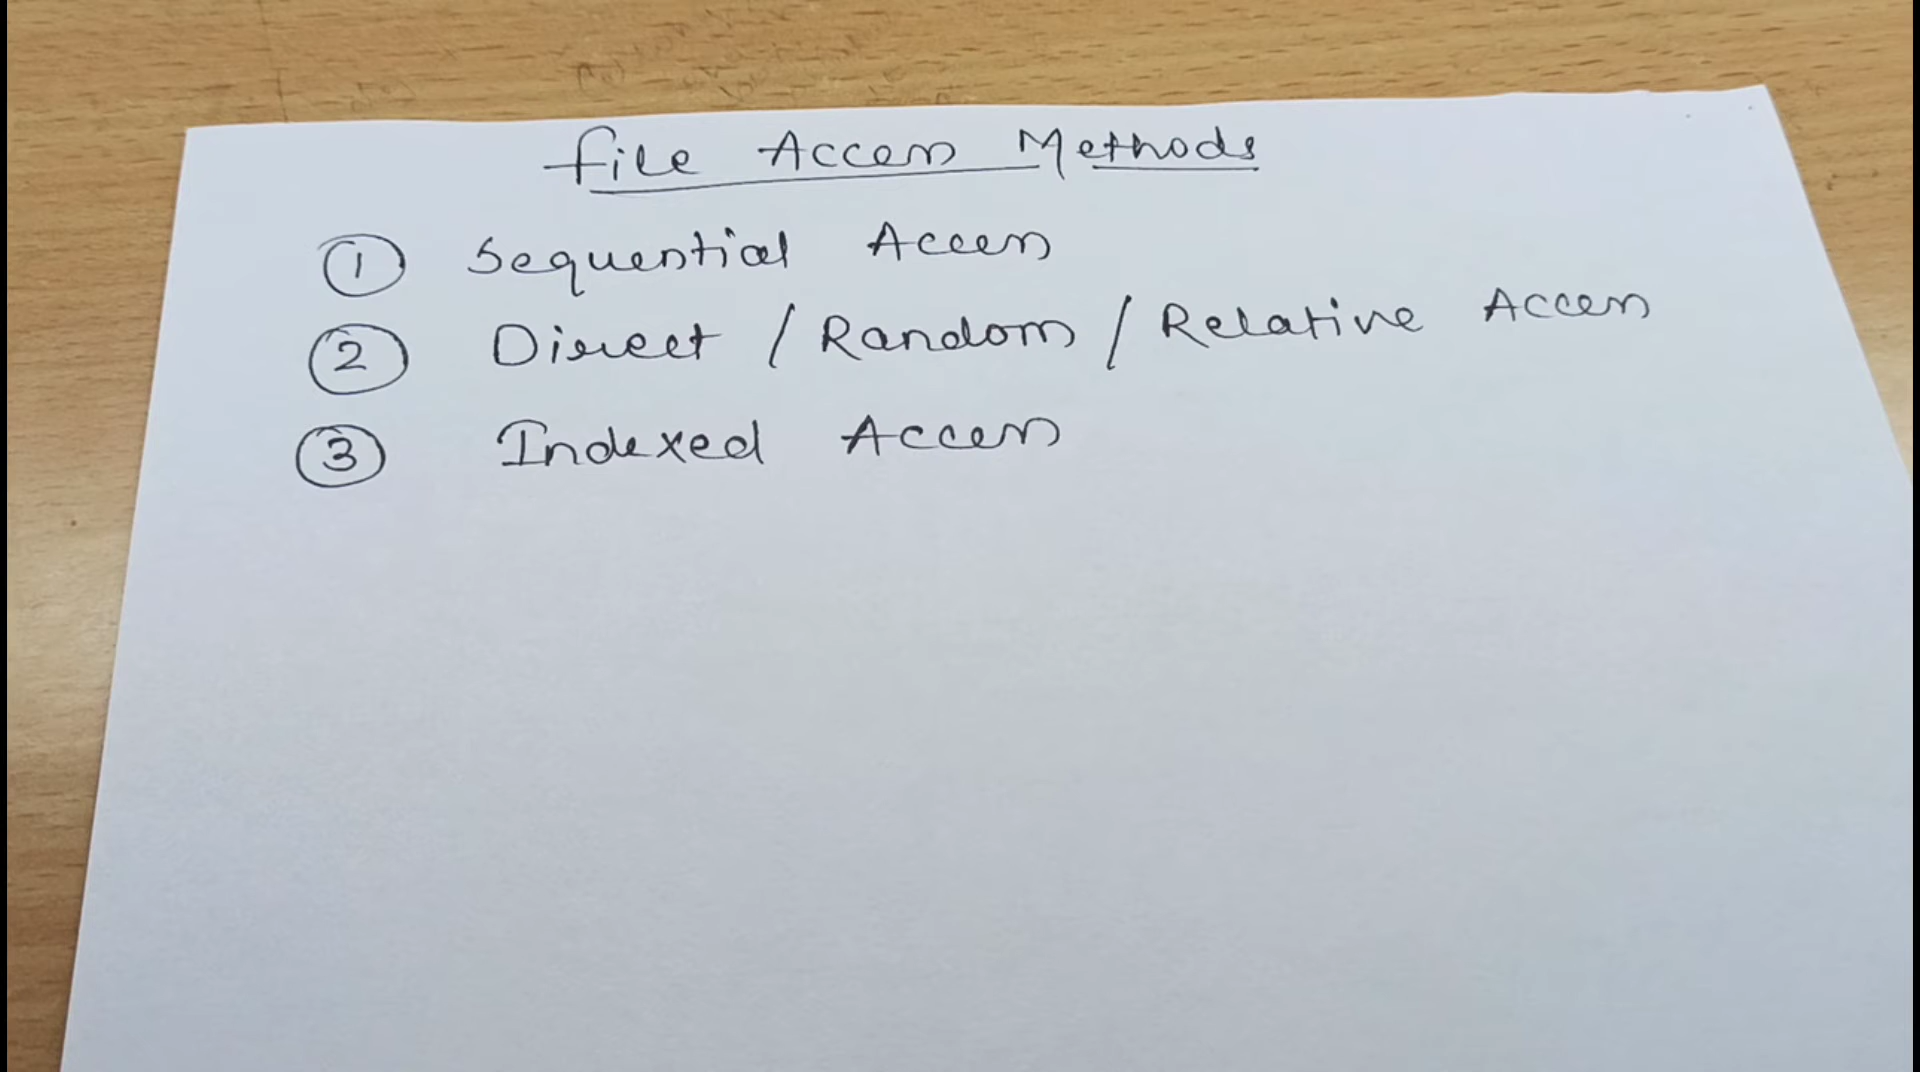 File Access Methods
① Sequential Access
② Direct / Random / Relative Access
③ Indexed Access